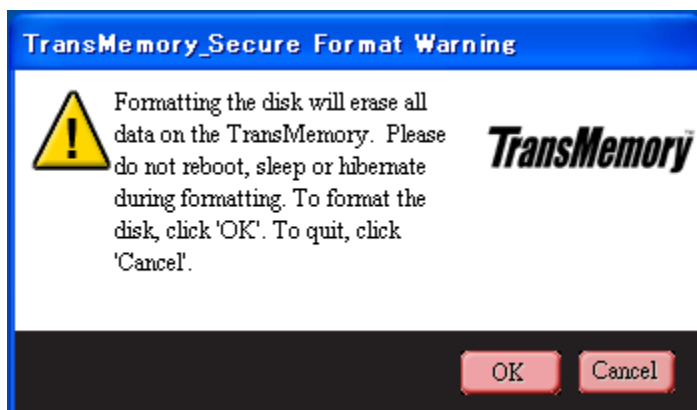 TransMemory_Secure Format Warning
Formatting the disk will erase all
data on the TransMemory. Please
do not reboot, sleep or hibernate
during formatting. To format the
disk, click 'OK'. To quit, click
'Cancel'.
TransMemory™
OK
Cancel